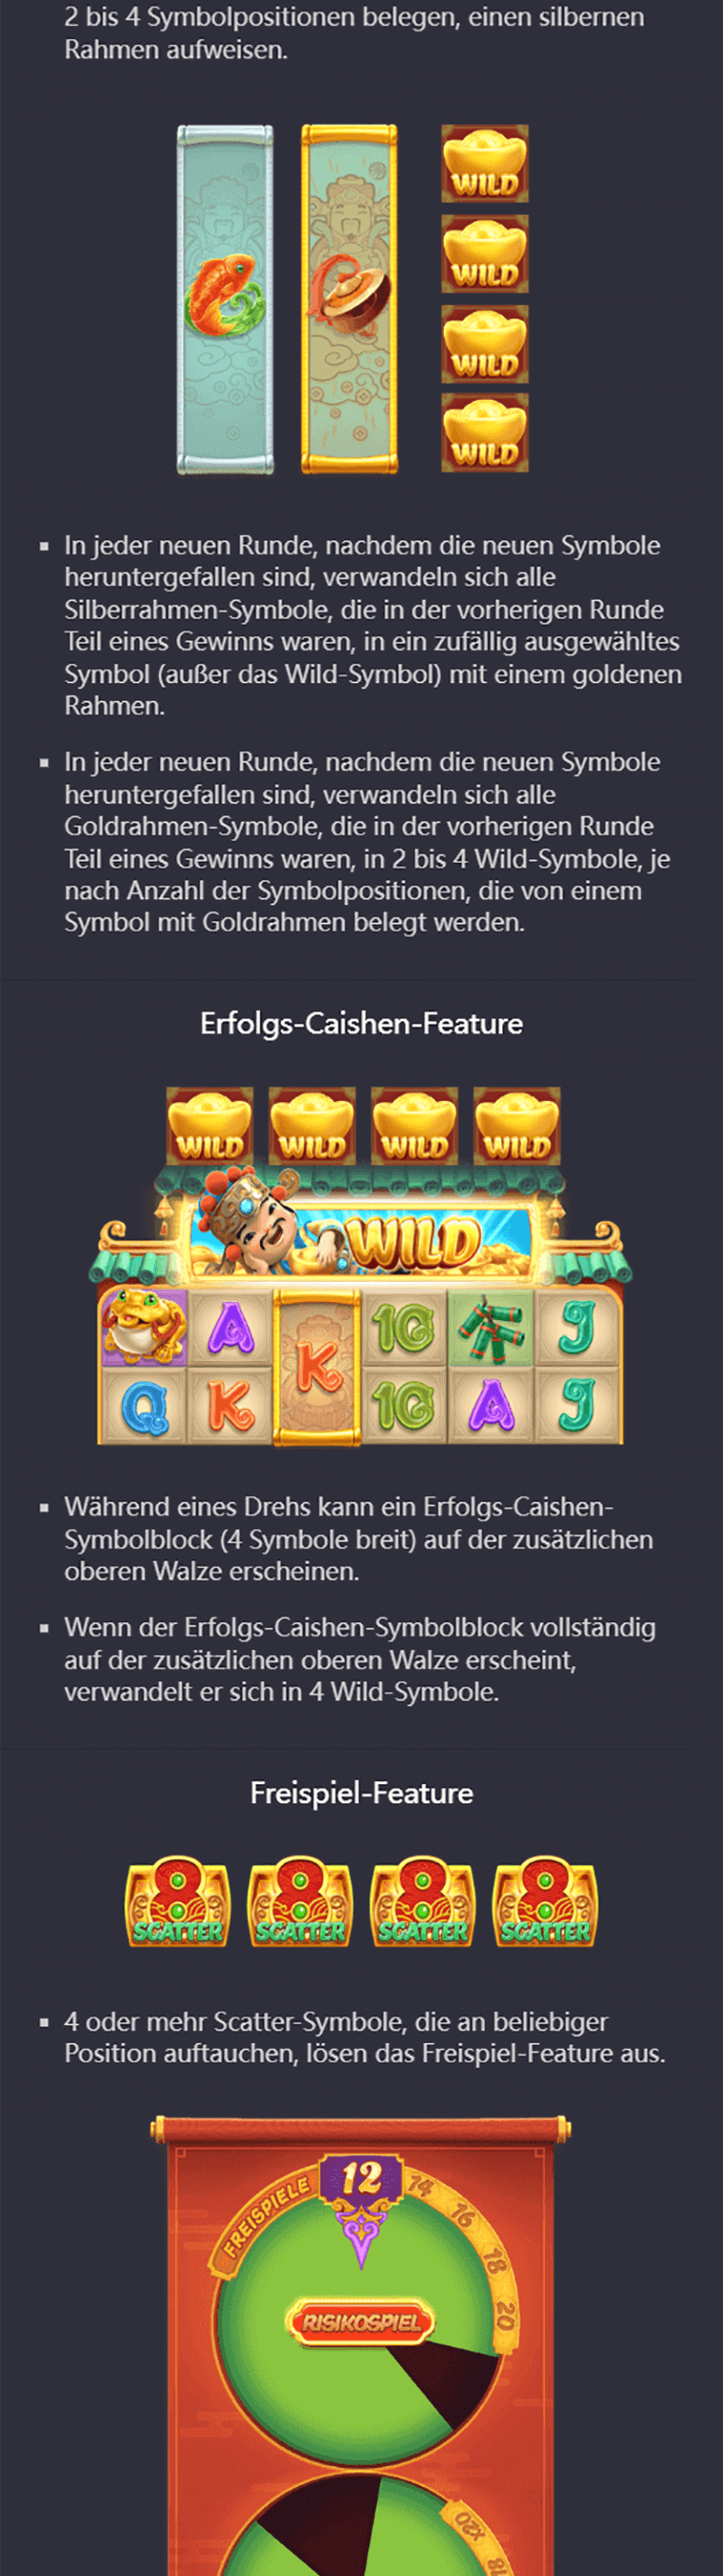 2 bis 4 Symbolpositionen belegen, einen silbernen
Rahmen aufweisen.
WILD
WILD
WILD
WILD
In jeder neuen Runde, nachdem die neuen Symbole
heruntergefallen sind, verwandeln sich alle
Silberrahmen-Symbole, die in der vorherigen Runde
Teil eines Gewinns waren, in ein zufällig ausgewähltes
Symbol (außer das Wild-Symbol) mit einem goldenen
Rahmen.
In jeder neuen Runde, nachdem die neuen Symbole
heruntergefallen sind, verwandeln sich alle
Goldrahmen-Symbole, die in der vorherigen Runde
Teil eines Gewinns waren, in 2 bis 4 Wild-Symbole, je
nach Anzahl der Symbolpositionen, die von einem
Symbol mit Goldrahmen belegt werden.
Erfolgs-Caishen-Feature
WILD WILD WILD WILD
WILD
A K 10 J
Q K 10 A J
Während eines Drehs kann ein Erfolgs-Caishen-
Symbolblock (4 Symbole breit) auf der zusätzlichen
oberen Walze erscheinen.
Wenn der Erfolgs-Caishen-Symbolblock vollständig
auf der zusätzlichen oberen Walze erscheint,
verwandelt er sich in 4 Wild-Symbole.
Freispiel-Feature
8 8 8 8
SCATTER SCATTER SCATTER SCATTER
4 oder mehr Scatter-Symbole, die an beliebiger
Position auftauchen, lösen das Freispiel-Feature aus.
FREISPIELE 12 14 16 18 20
RISIKOSPIEL
x20